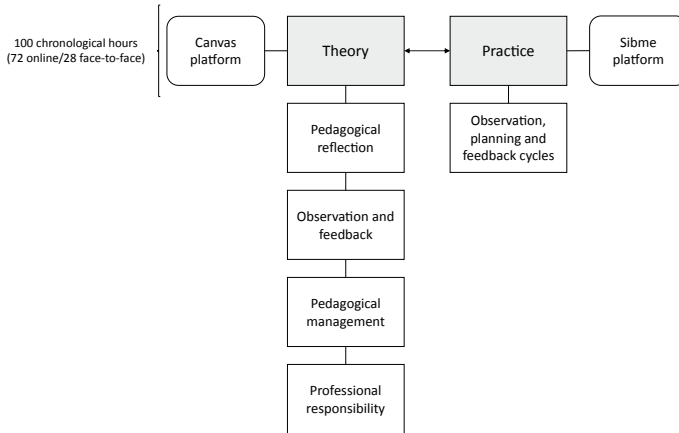 100 chronological hours
(72 online/28 face-to-face)
Canvas
platform
Theory
Practice
Sibme
platform
Pedagogical
reflection
Observation,
planning and
feedback cycles
Observation and
feedback
Pedagogical
management
Professional
responsibility